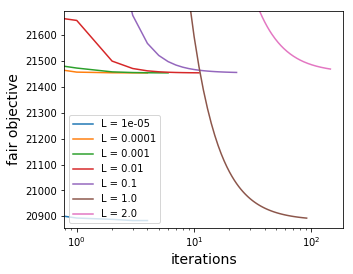 21600
21500
21400
21300
21200
21100
21000
20900
fair objective
L = 1e-05
L = 0.0001
L = 0.001
L = 0.01
L = 0.1
L = 1.0
L = 2.0
10⁰
10¹
10²
iterations